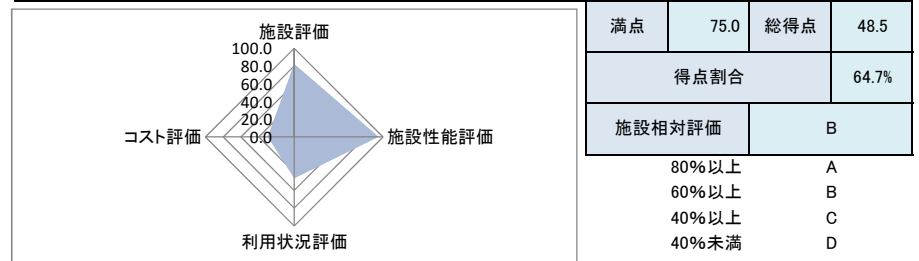 施設評価
100.0
80.0
60.0
40.0
20.0
0.0
コスト評価
施設性能評価
利用状況評価
満点 75.0 総得点 48.5
得点割合 64.7%
施設相対評価 B
80%以上 A
60%以上 B
40%以上 C
40%未満 D